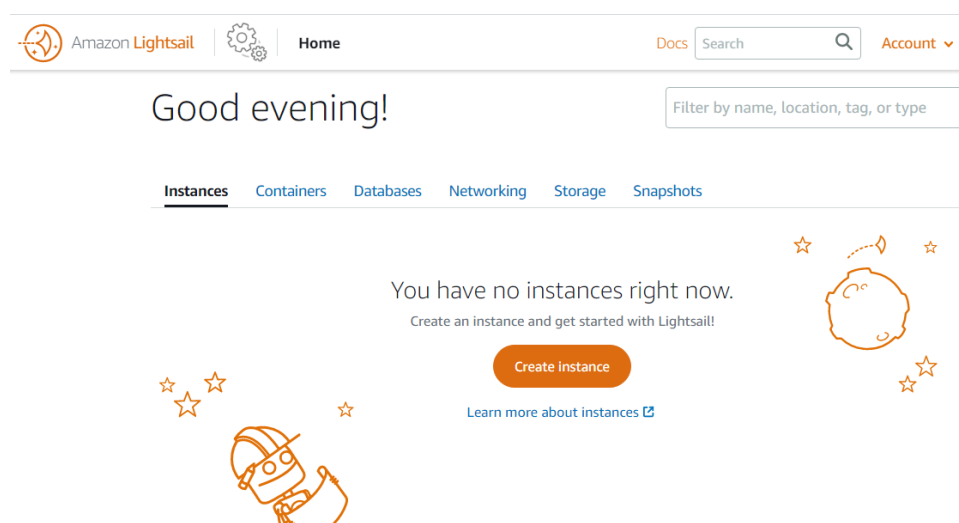 Amazon Lightsail Home Docs Search Account
Good evening! Filter by name, location, tag, or type
Instances Containers Databases Networking Storage Snapshots
You have no instances right now.
Create an instance and get started with Lightsail!
Create instance
Learn more about instances